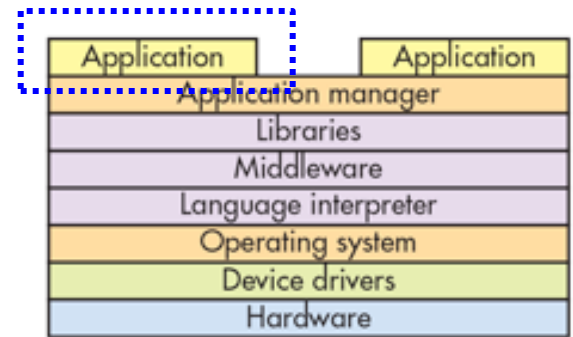 Application Application
Application manager
Libraries
Middleware
Language interpreter
Operating system
Device drivers
Hardware